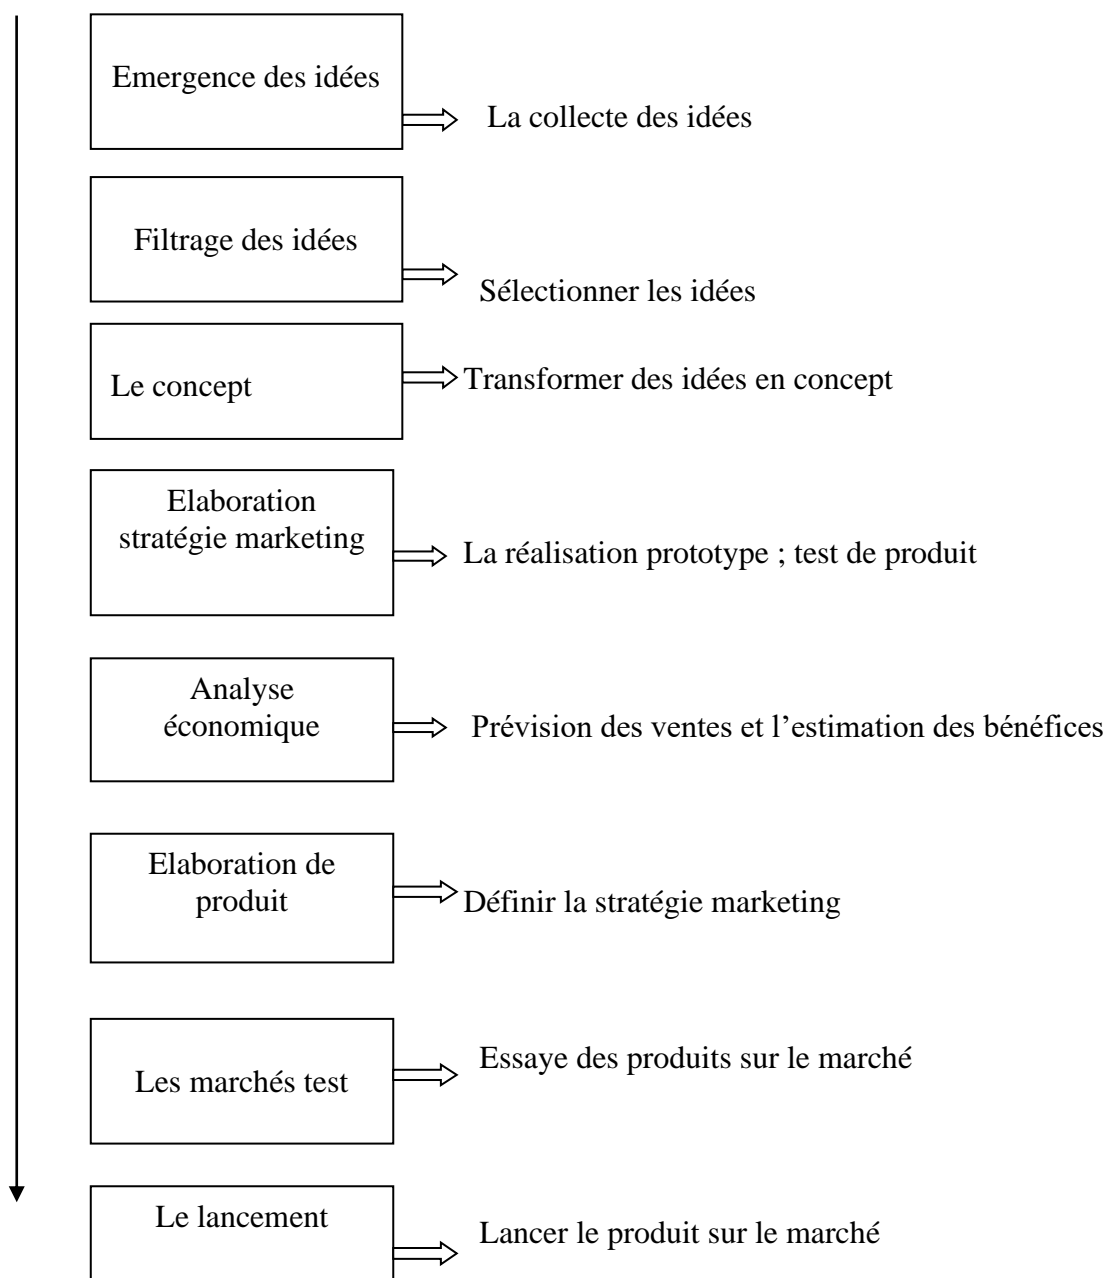 Emergence des idées
La collecte des idées
Filtrage des idées
Sélectionner les idées
Le concept
Transformer des idées en concept
Elaboration
stratégie marketing
La réalisation prototype ; test de produit
Analyse
économique
Prévision des ventes et l’estimation des bénéfices
Elaboration de
produit
Définir la stratégie marketing
Les marchés test
Essaye des produits sur le marché
Le lancement
Lancer le produit sur le marché